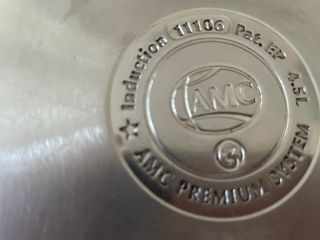 ☆ Induction 11106 Pat. EP 4.5L
AMC
AMC PREMIUM SYSTEM